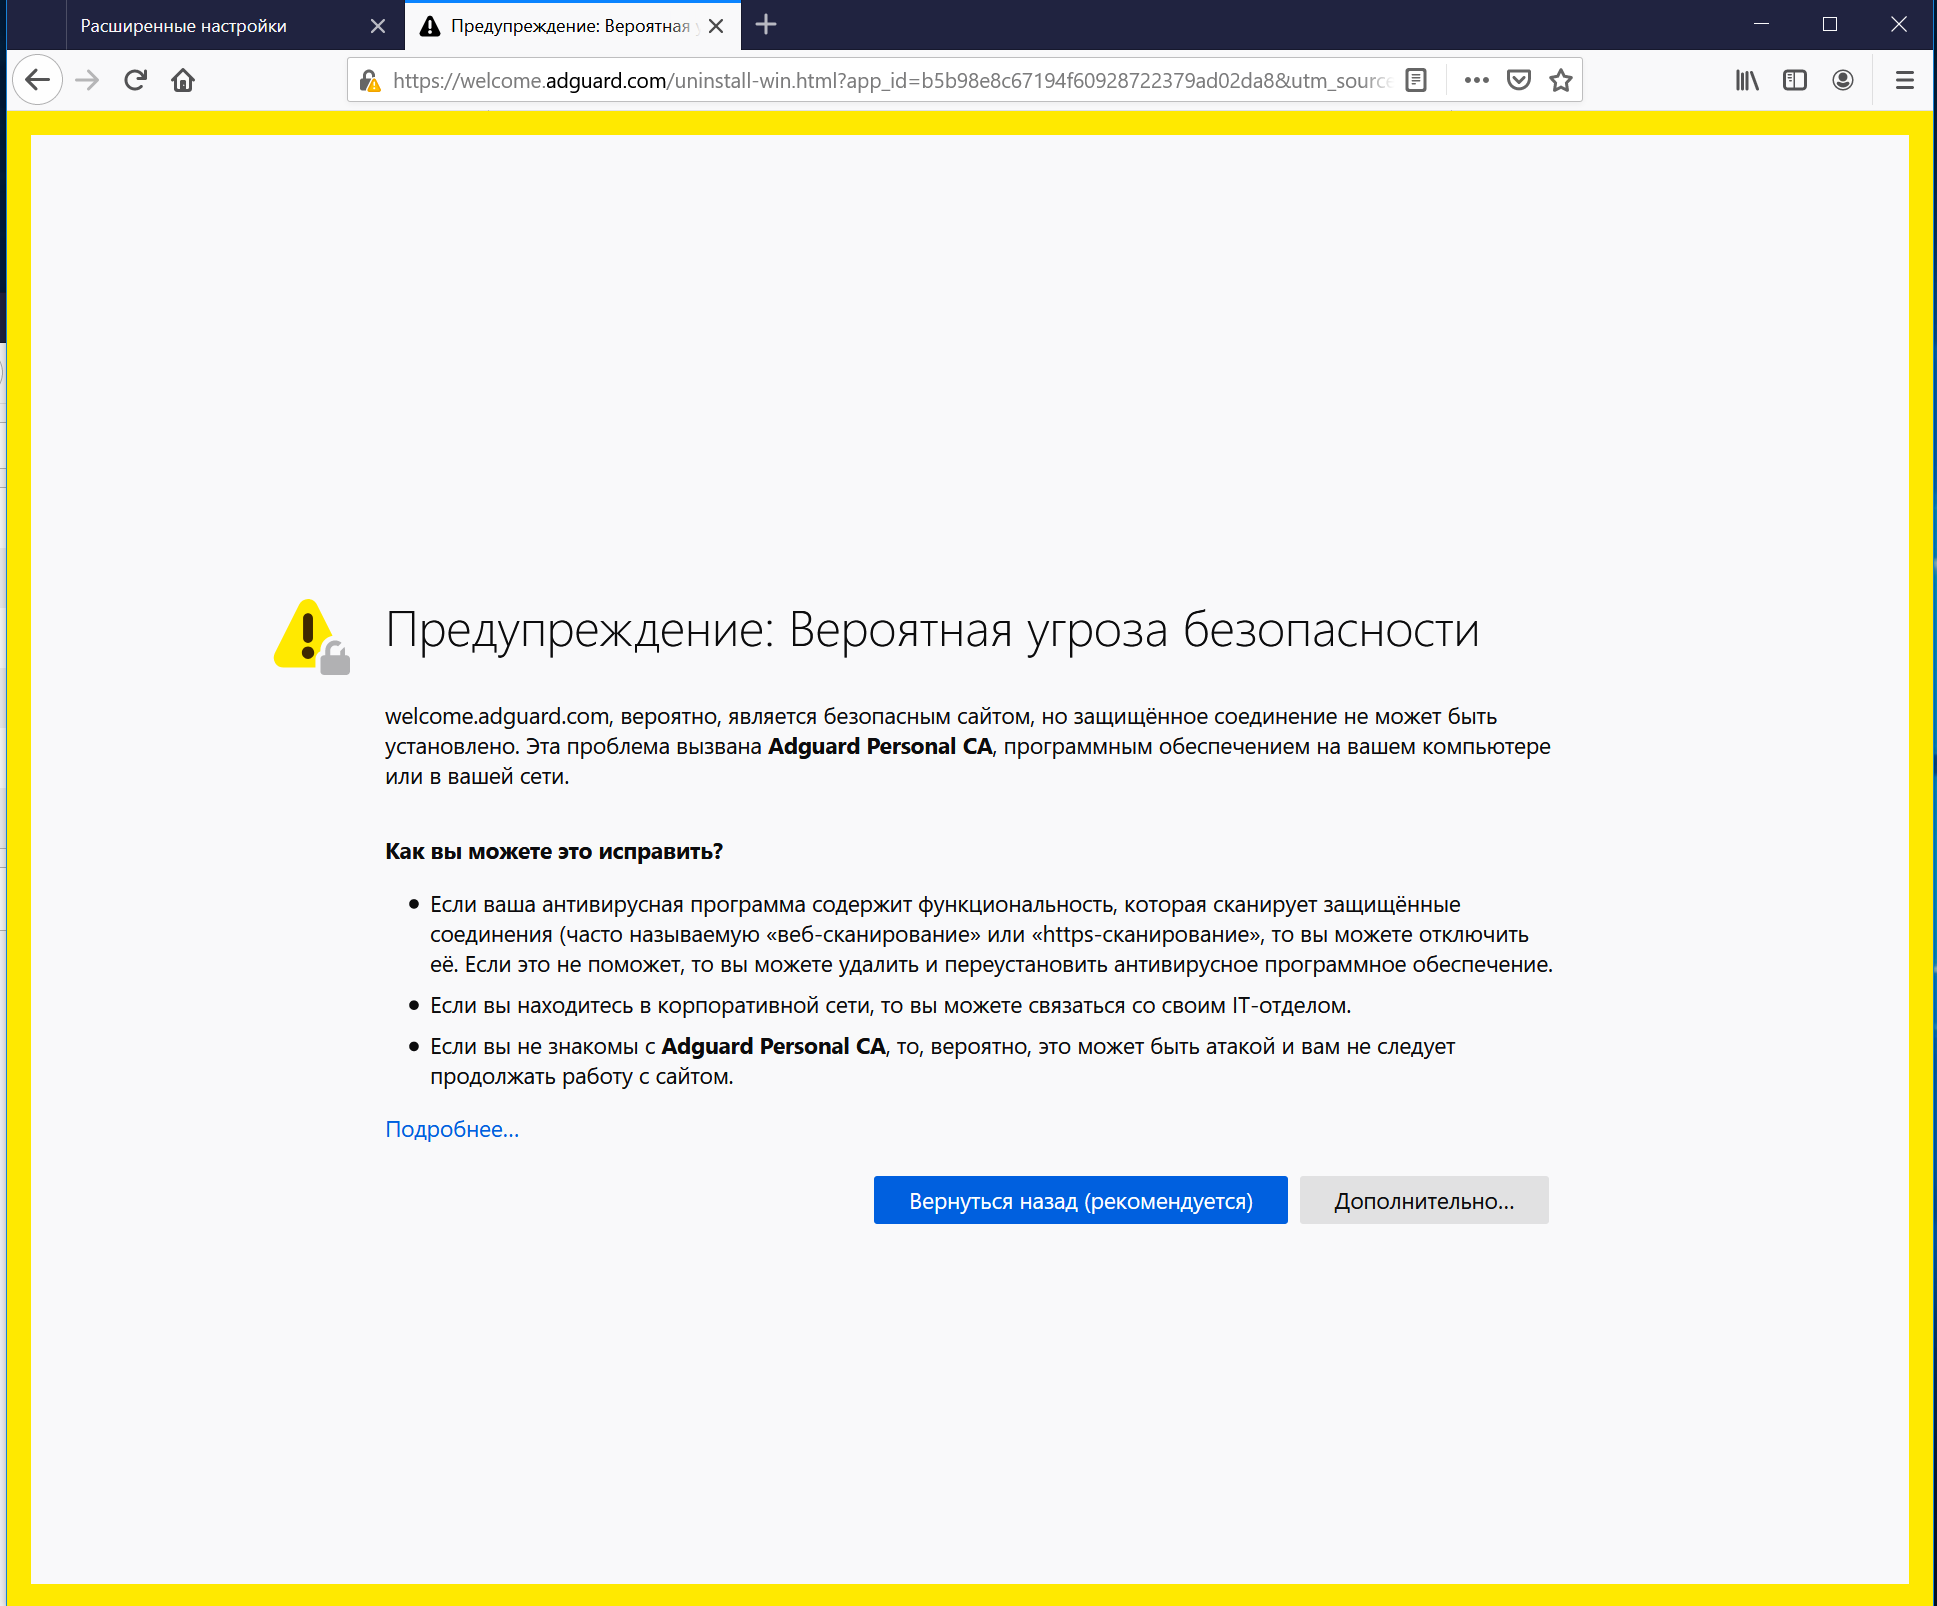 Расширенные настройки
Предупреждение: Вероятная
https://welcome.adguard.com/uninstall-win.html?app_id=b5b98e8c67194f60928722379ad02da8&utm_source
Предупреждение: Вероятная угроза безопасности
welcome.adguard.com, вероятно, является безопасным сайтом, но защищённое соединение не может быть
установлено. Эта проблема вызвана Adguard Personal CA, программным обеспечением на вашем компьютере
или в вашей сети.
Как вы можете это исправить?
Если ваша антивирусная программа содержит функциональность, которая сканирует защищённые
соединения (часто называемую «веб-сканирование» или «https-сканирование», то вы можете отключить
её. Если это не поможет, то вы можете удалить и переустановить антивирусное программное обеспечение.
Если вы находитесь в корпоративной сети, то вы можете связаться со своим IT-отделом.
Если вы не знакомы с Adguard Personal CA, то, вероятно, это может быть атакой и вам не следует
продолжать работу с сайтом.
Подробнее...
Вернуться назад (рекомендуется)
Дополнительно...